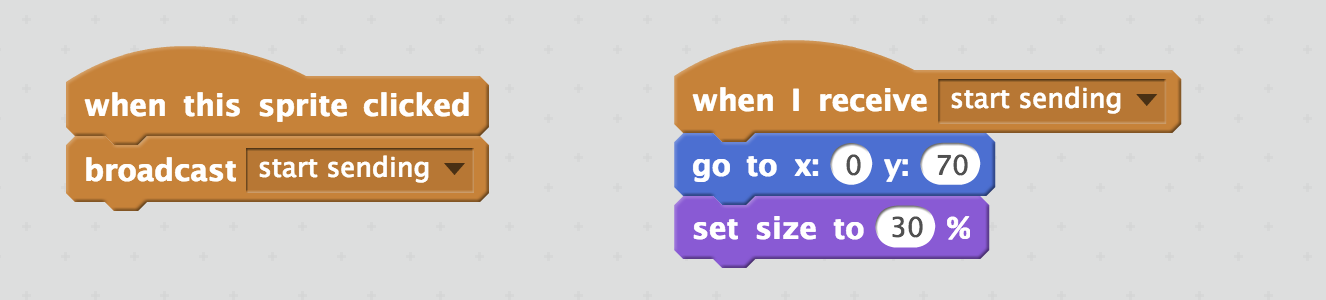 when this sprite clicked
broadcast start sending
when I receive start sending
go to x: 0 y: 70
set size to 30 %